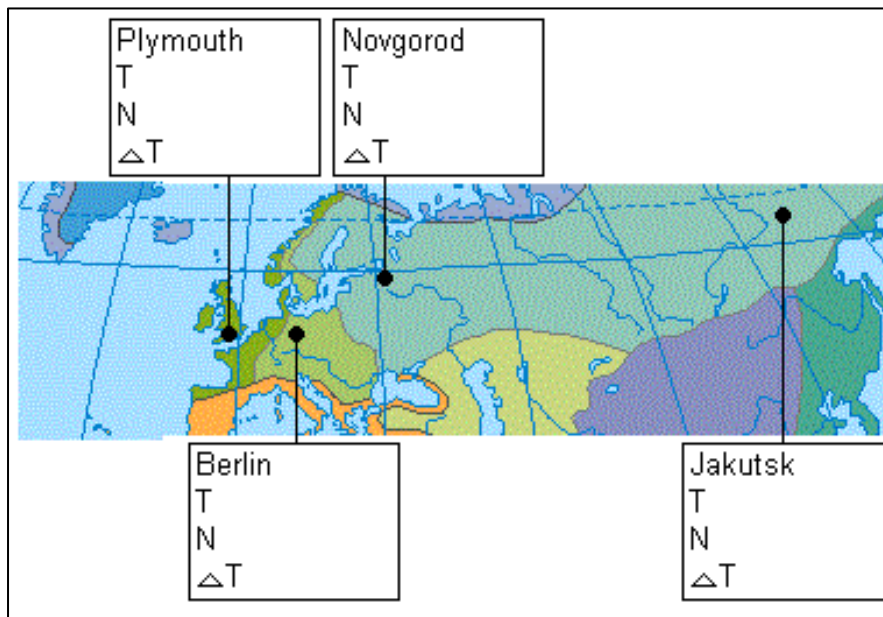 Plymouth
T
N
△T
Novgorod
T
N
△T
Berlin
T
N
△T
Jakutsk
T
N
△T